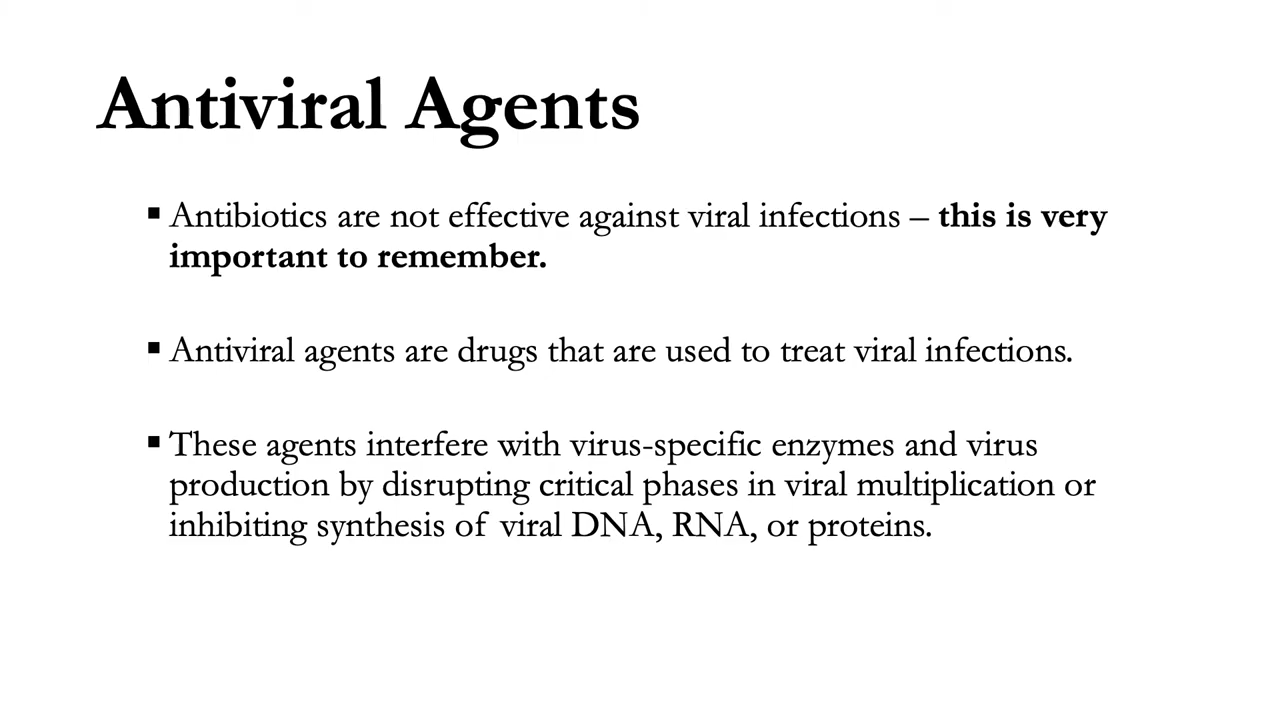 Antiviral Agents
▪ Antibiotics are not effective against viral infections – this is very
important to remember.
▪ Antiviral agents are drugs that are used to treat viral infections.
▪ These agents interfere with virus-specific enzymes and virus
production by disrupting critical phases in viral multiplication or
inhibiting synthesis of viral DNA, RNA, or proteins.